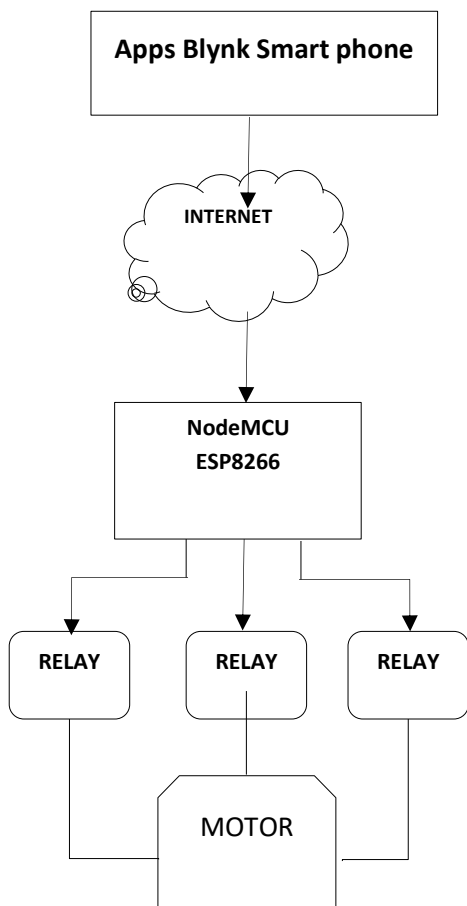 Apps Blynk Smart phone
INTERNET
NodeMCU
ESP8266
RELAY
RELAY
RELAY
MOTOR